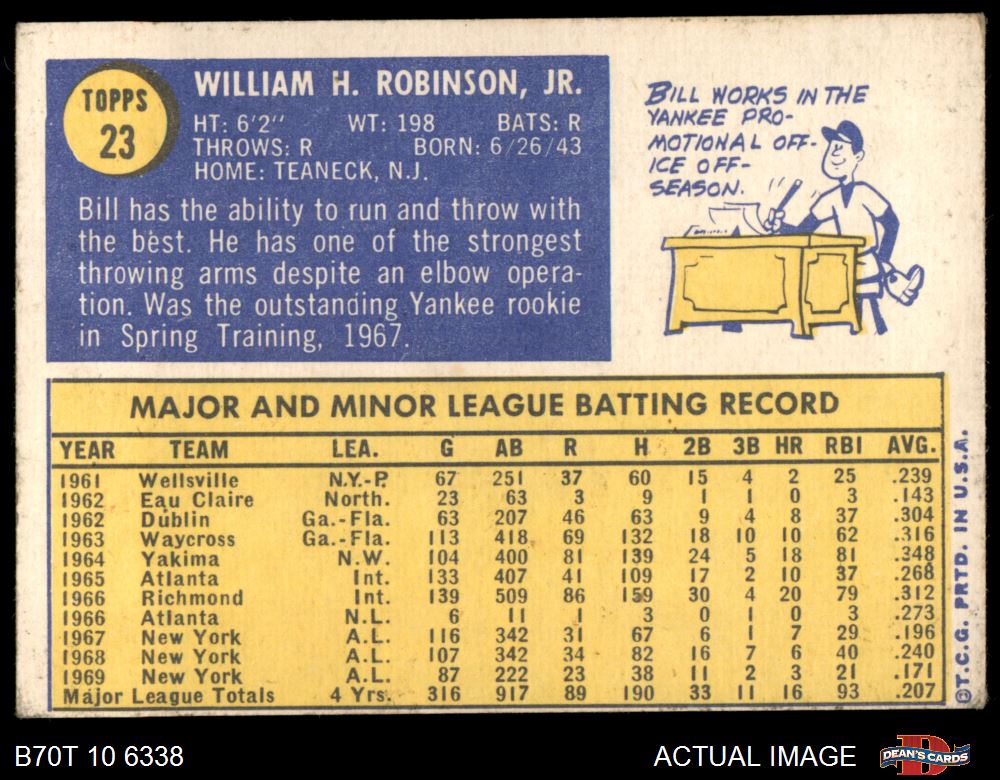 TOPPS
23
WILLIAM H. ROBINSON, JR.
HT: 6'2" WT: 198 BATS: R
THROWS: R BORN: 6/26/43
HOME: TEANECK, N.J.
Bill has the ability to run and throw with
the best. He has one of the strongest
throwing arms despite an elbow opera-
tion. Was the outstanding Yankee rookie
in Spring Training, 1967.
BILL WORKS IN THE
YANKEE PRO-
MOTIONAL OFF-
ICE OFF-
SEASON.
MAJOR AND MINOR LEAGUE BATTING RECORD
YEAR TEAM LEA. G AB R H 2B 3B HR RBI AVG.
1961 Wellsville N.Y.-P. 67 251 37 60 15 4 2 25 .239
1962 Eau Claire North. 23 63 3 9 1 1 0 3 .143
1962 Dublin Ga.-Fla. 63 207 46 63 9 4 8 37 .304
1963 Waycross Ga.-Fla. 113 418 69 132 18 10 10 62 .316
1964 Yakima N.W. 104 400 81 139 24 5 18 81 .348
1965 Atlanta Int. 133 407 41 109 17 2 10 37 .268
1966 Richmond Int. 139 509 86 159 30 4 20 79 .312
1966 Atlanta N.L. 6 11 1 3 0 1 0 3 .273
1967 New York A.L. 116 342 31 67 6 1 7 29 .196
1968 New York A.L. 107 342 34 82 16 7 6 40 .240
1969 New York A.L. 87 222 23 38 11 2 3 21 .171
Major League Totals 4 Yrs. 316 917 89 190 33 11 16 93 .207
©T.C.G. PRTD. IN U.S.A.
B70T 10 6338
ACTUAL IMAGE
D
DEAN'S CARDS